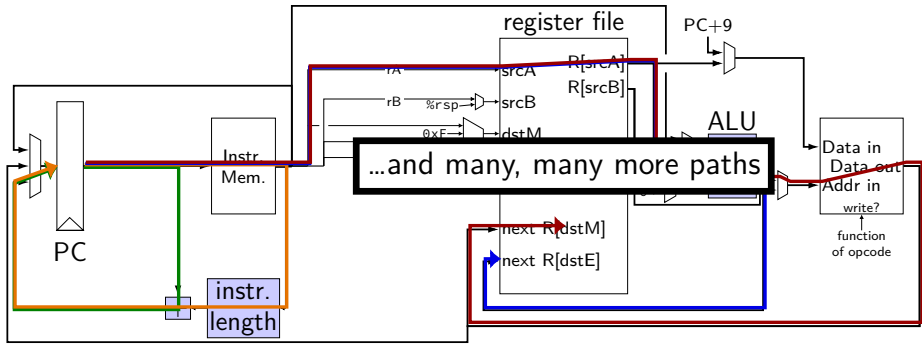 register file
PC+9
rA
srcA
R[srcA]
R[srcB]
rB
%rsp
srcB
0xF
dstM
ALU
Instr.
Mem.
…and many, many more paths
Data in
Data out
Addr in
write?
function
of opcode
PC
next R[dstM]
next R[dstE]
instr.
length
+